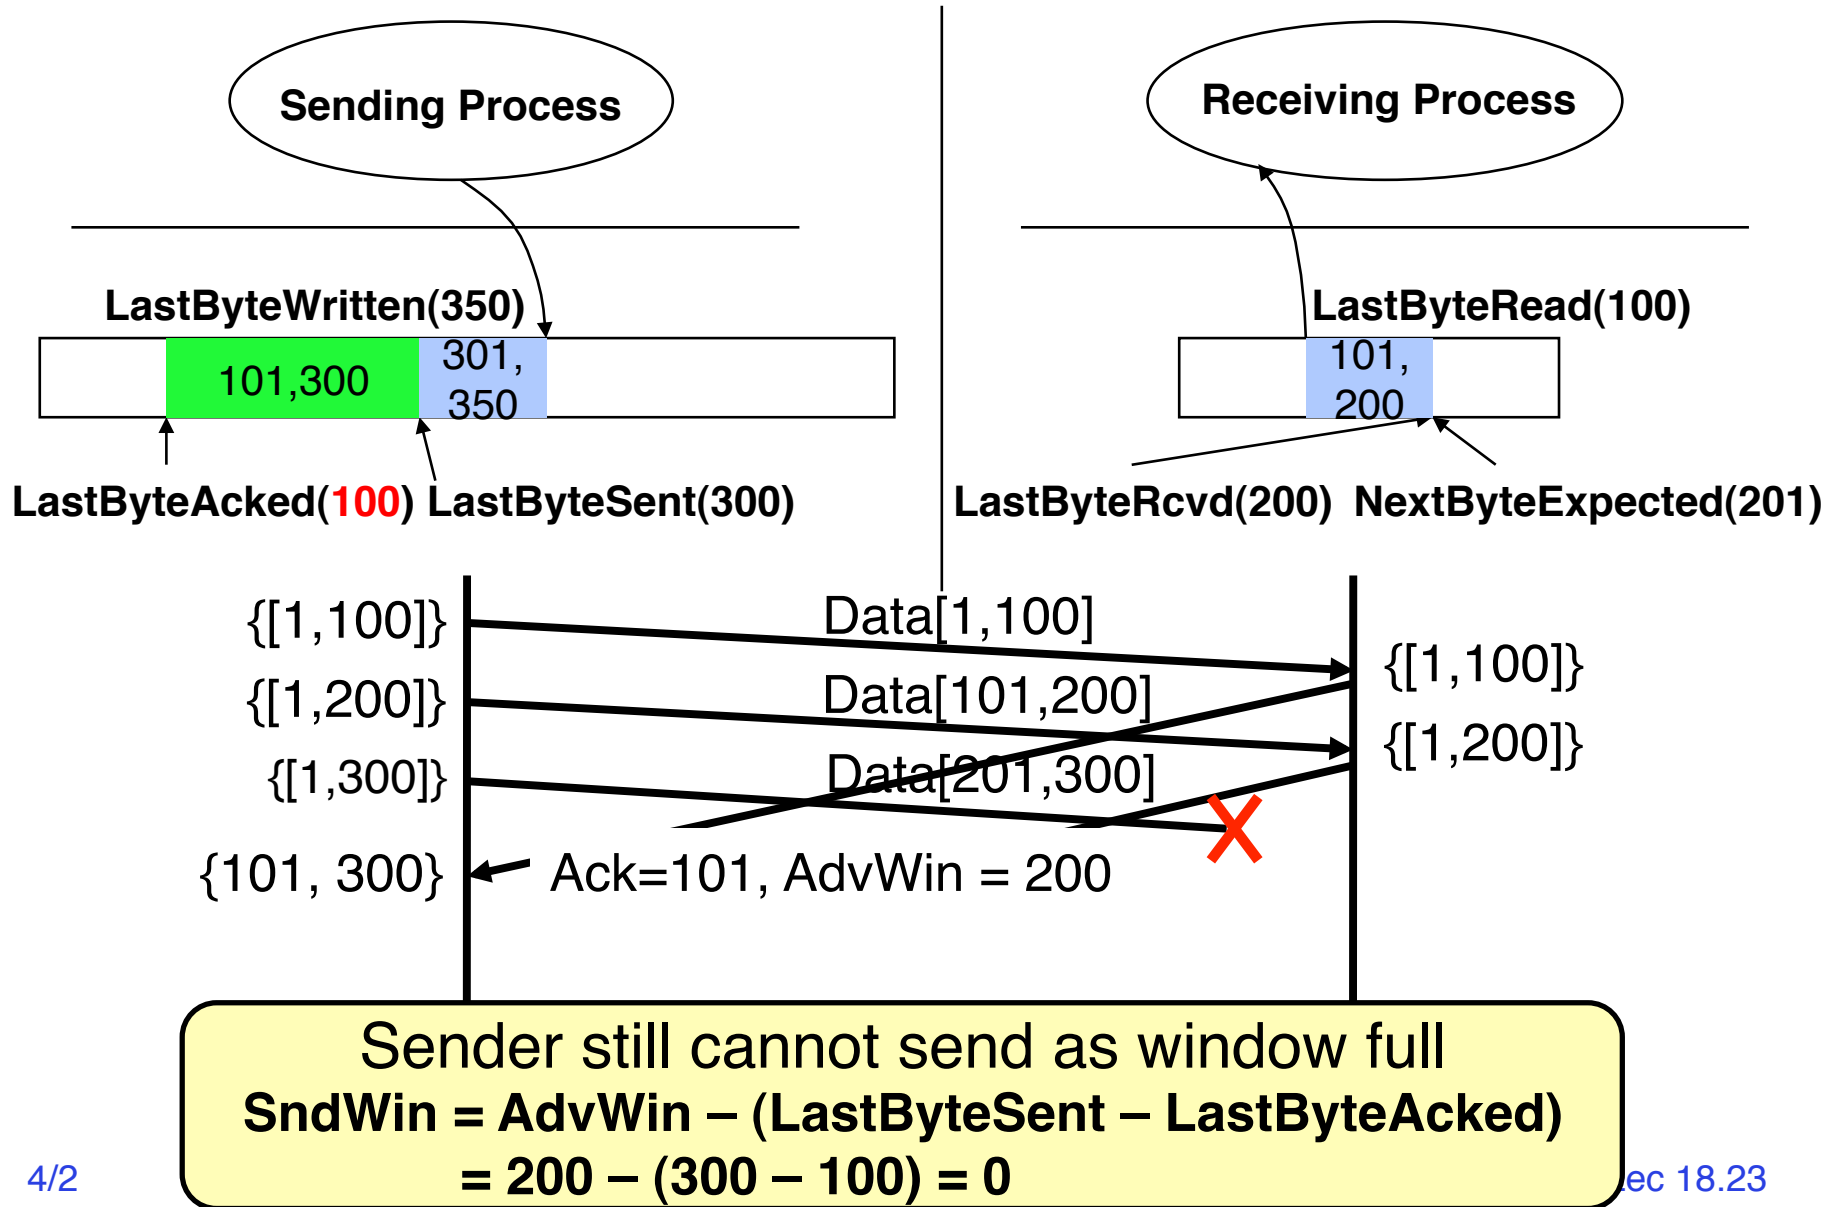 Sending Process
Receiving Process
LastByteWritten(350)
LastByteRead(100)
101,300
301,
350
101,
200
LastByteAcked(100) LastByteSent(300)
LastByteRcvd(200) NextByteExpected(201)
{[1,100]}
Data[1,100]
{[1,100]}
{[1,200]}
Data[101,200]
{[1,200]}
{[1,300]}
Data[201,300]
{101, 300}
Ack=101, AdvWin = 200
Sender still cannot send as window full
SndWin = AdvWin – (LastByteSent – LastByteAcked)
= 200 – (300 – 100) = 0
4/2
ec 18.23